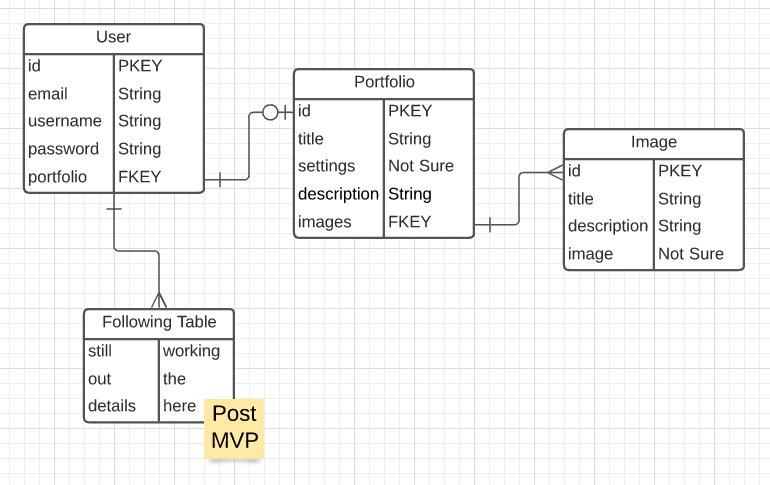 User
id PKEY
email String
username String
password String
portfolio FKEY
Portfolio
id PKEY
title String
settings Not Sure
description String
images FKEY
Image
id PKEY
title String
description String
image Not Sure
Following Table
still working
out the
details here
Post
MVP